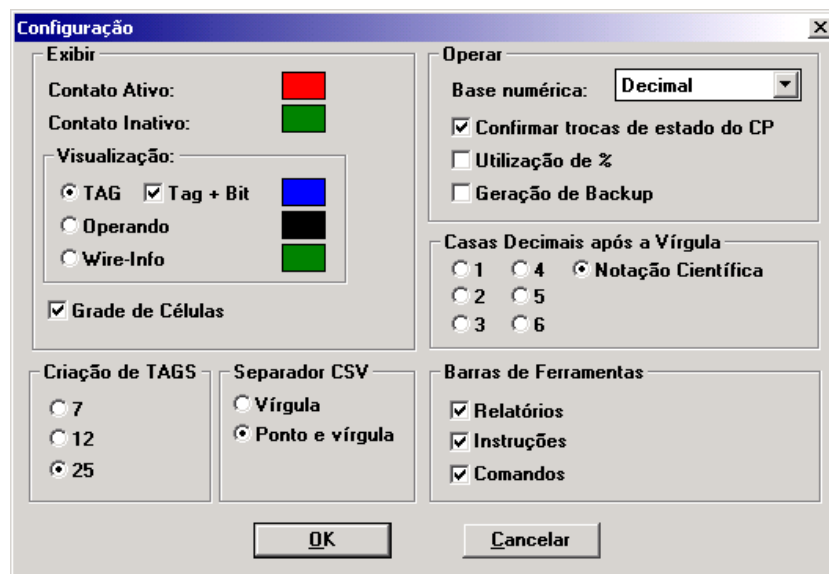 Configuração
Exibir
Contato Ativo:
Contato Inativo:
Visualização:
TAG Tag + Bit
Operando
Wire-Info
Grade de Células
Operar
Base numérica: Decimal
Confirmar trocas de estado do CP
Utilização de %
Geração de Backup
Casas Decimais após a Vírgula
1 4 Notação Científica
2 5
3 6
Criação de TAGS
7
12
25
Separador CSV
Vírgula
Ponto e vírgula
Barras de Ferramentas
Relatórios
Instruções
Comandos
OK Cancelar